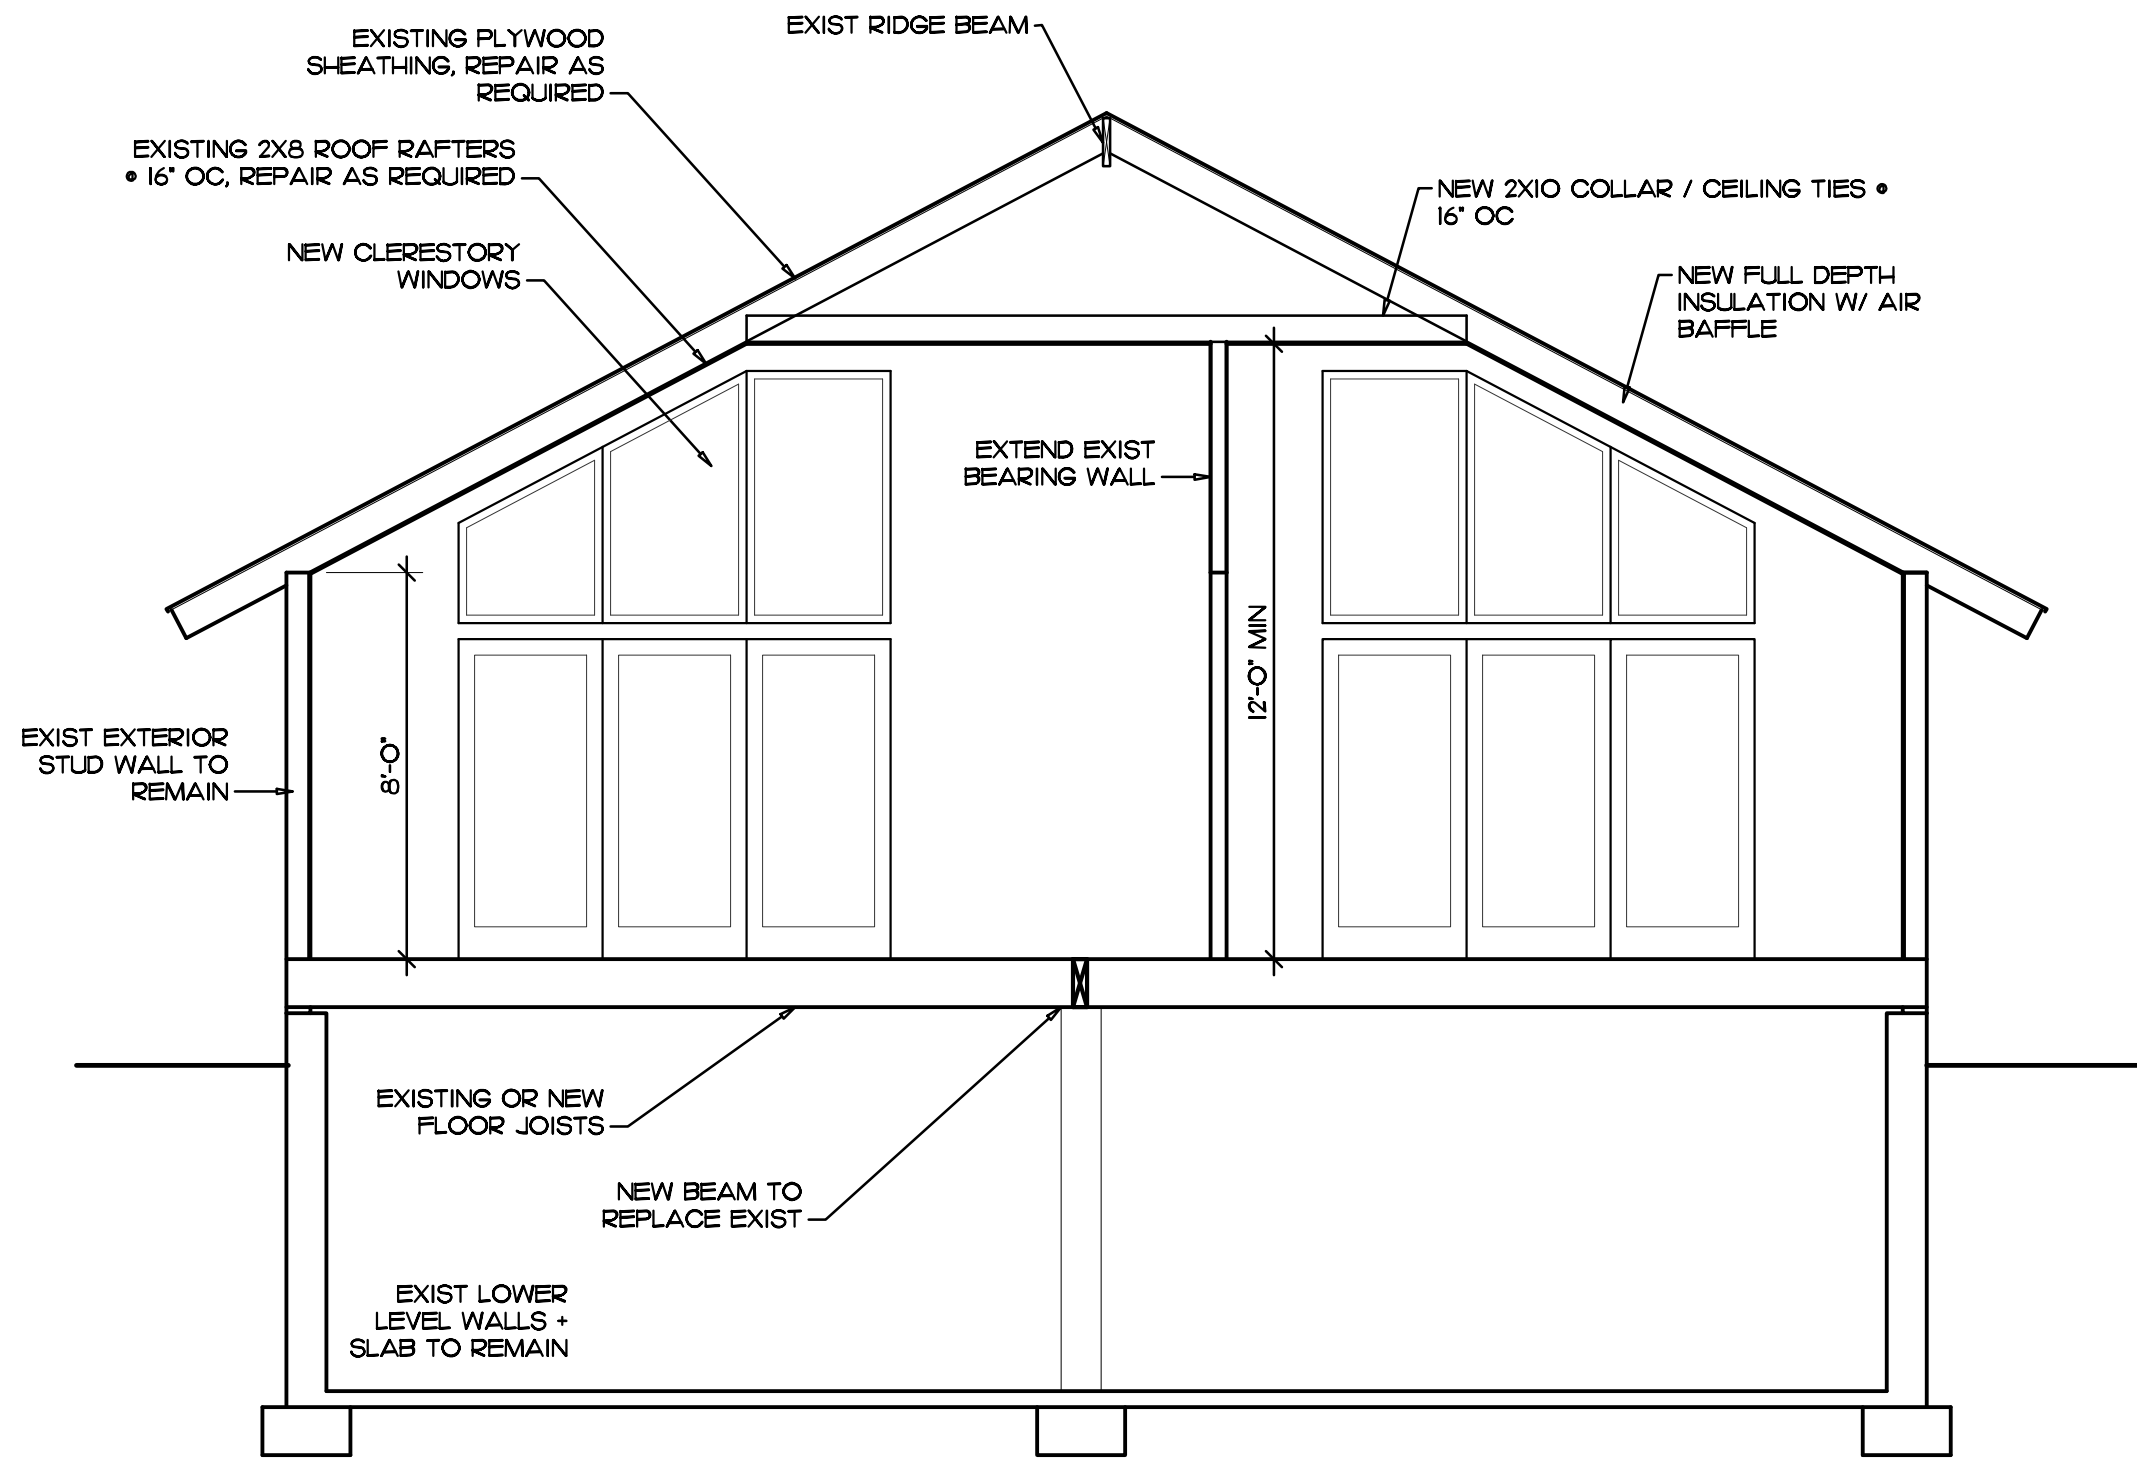 EXIST RIDGE BEAM
EXISTING PLYWOOD
SHEATHING, REPAIR AS
REQUIRED
EXISTING 2X8 ROOF RAFTERS
@ 16" OC, REPAIR AS REQUIRED
NEW CLERESTORY
WINDOWS
NEW 2X10 COLLAR / CEILING TIES @
16" OC
NEW FULL DEPTH
INSULATION W/ AIR
BAFFLE
EXTEND EXIST
BEARING WALL
12'-0" MIN
8'-0"
EXIST EXTERIOR
STUD WALL TO
REMAIN
EXISTING OR NEW
FLOOR JOISTS
NEW BEAM TO
REPLACE EXIST
EXIST LOWER
LEVEL WALLS +
SLAB TO REMAIN